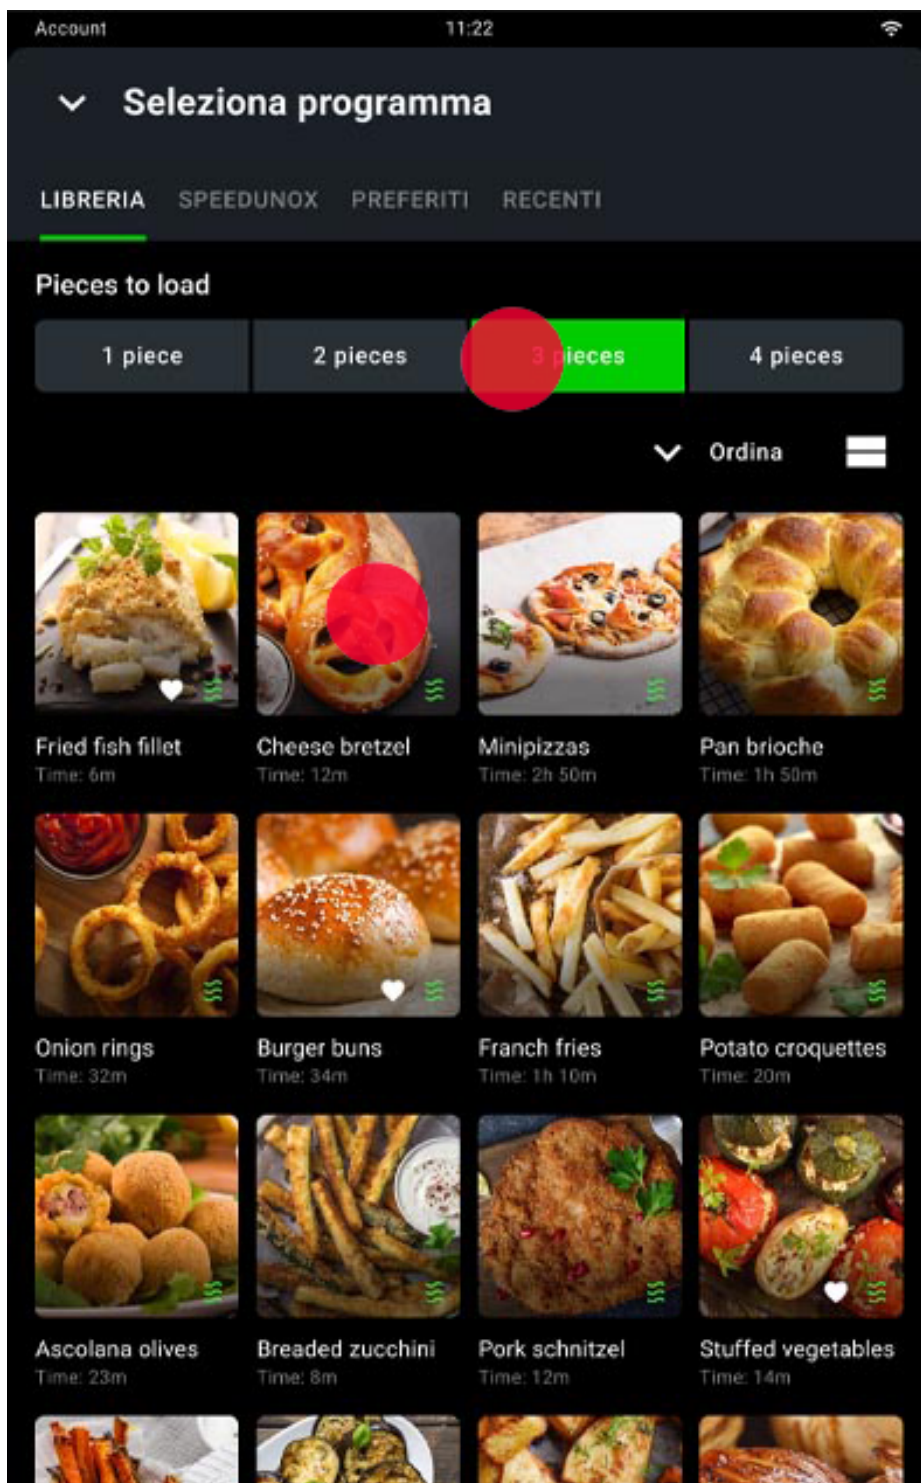 Account 11:22
Seleziona programma
LIBRERIA SPEEDUNOX PREFERITI RECENTI
Pieces to load
1 piece 2 pieces 3 pieces 4 pieces
Ordina
Fried fish fillet Cheese bretzel Minipizzas Pan brioche
Time: 6m Time: 12m Time: 2h 50m Time: 1h 50m
Onion rings Burger buns Franch fries Potato croquettes
Time: 32m Time: 34m Time: 1h 10m Time: 20m
Ascolana olives Breaded zucchini Pork schnitzel Stuffed vegetables
Time: 23m Time: 8m Time: 12m Time: 14m